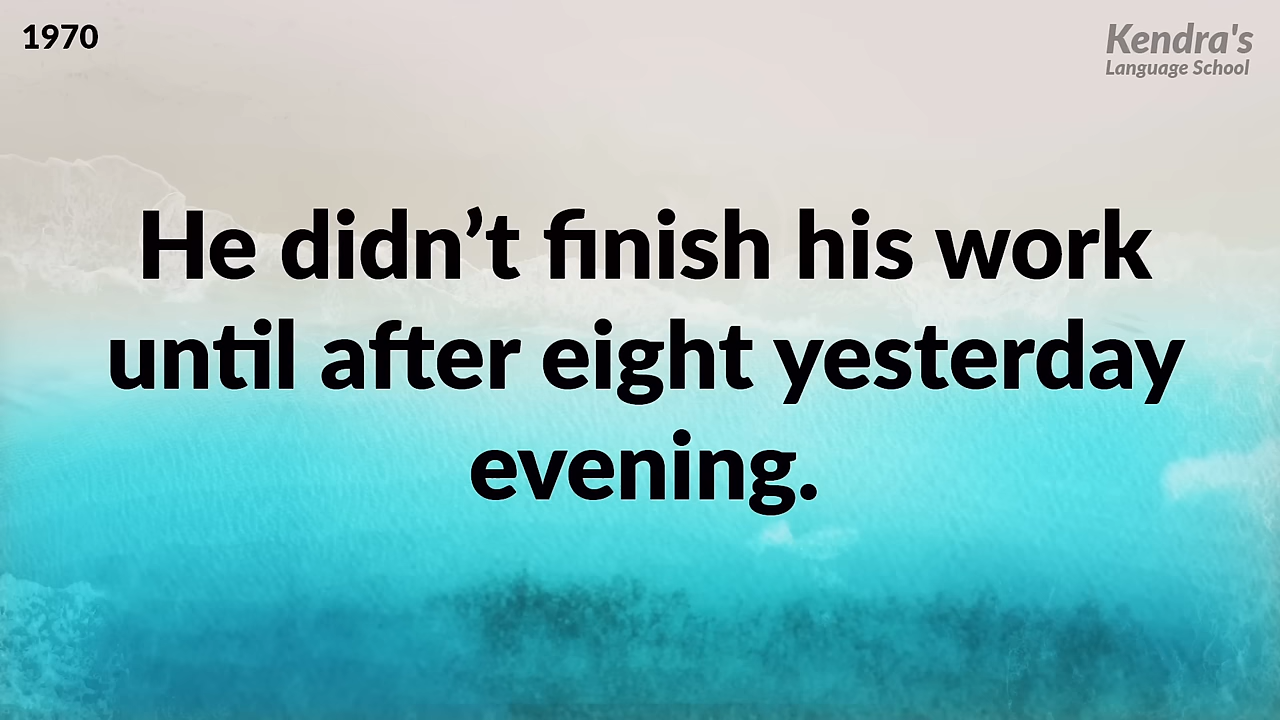 1970
Kendra's
Language School
He didn’t finish his work
until after eight yesterday
evening.